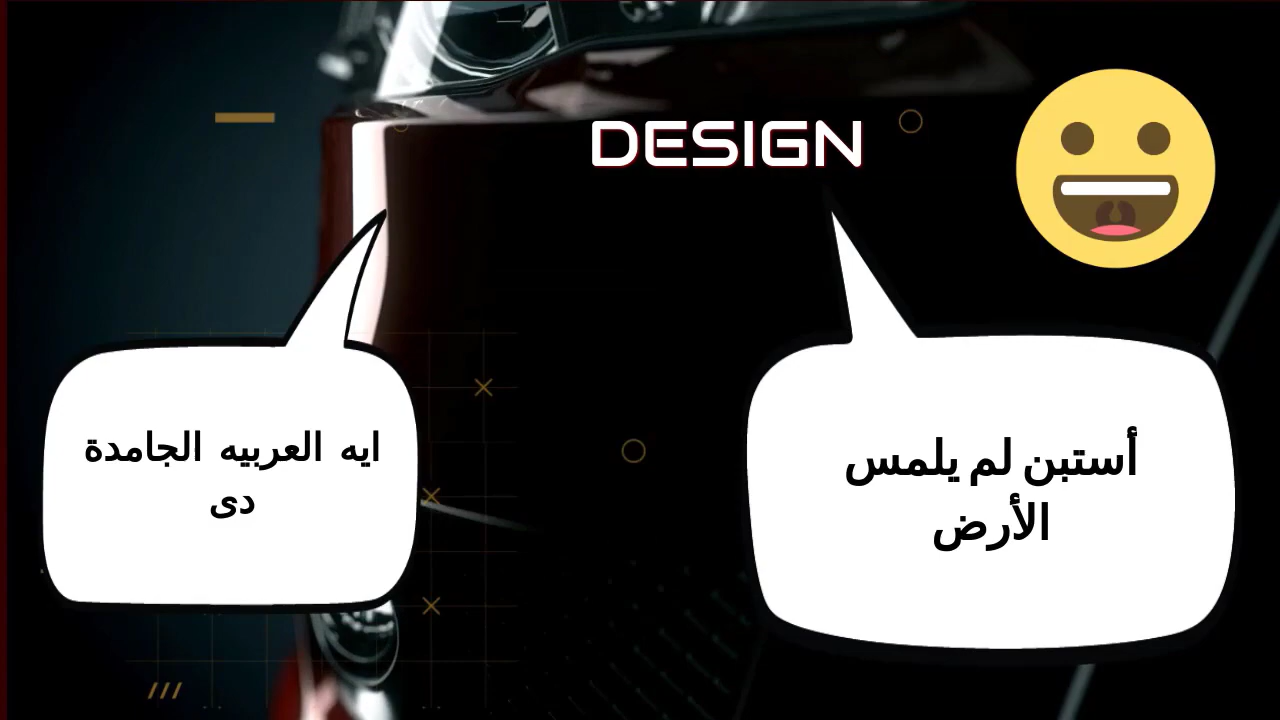 DESIGN
أستبن لم يلمس
الأرض
ايه العربيه الجامدة
دى